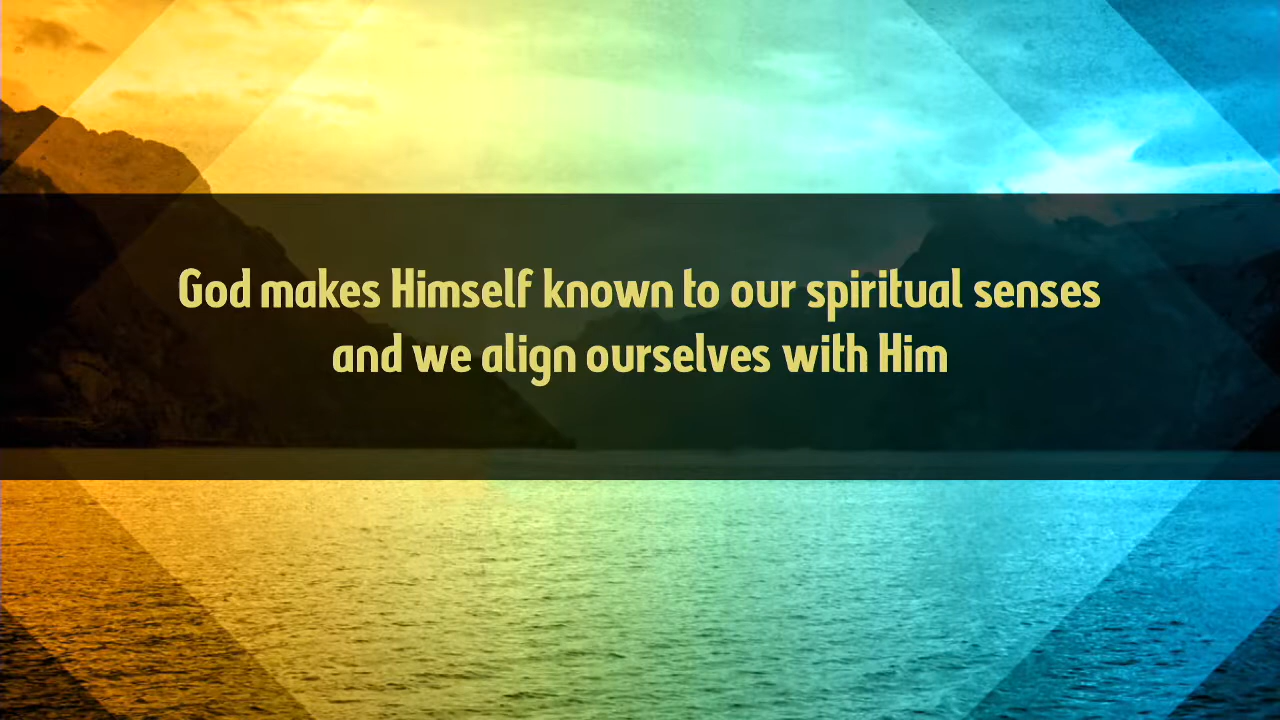 God makes Himself known to our spiritual senses
and we align ourselves with Him